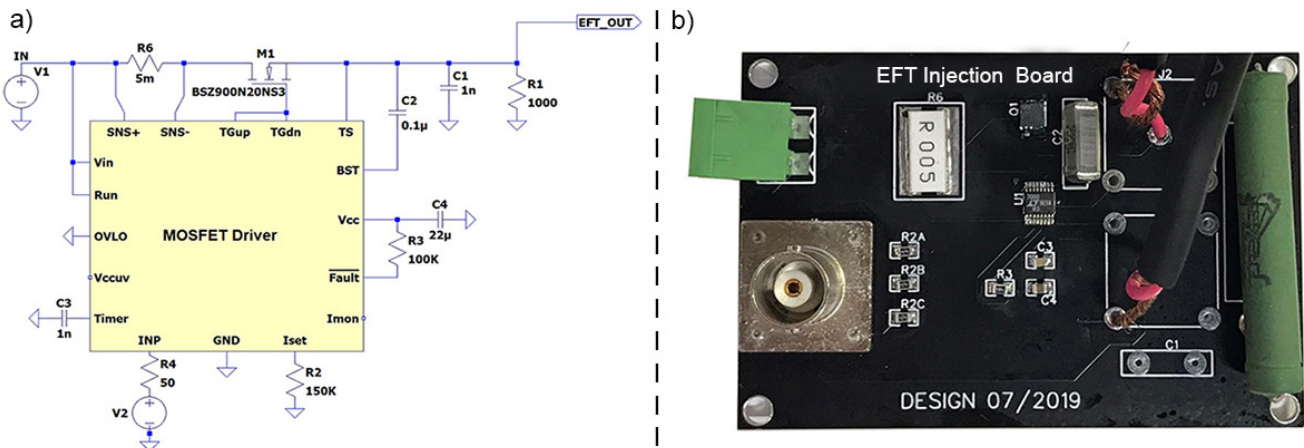 a)
IN
V1
R6
5m
M1
BSZ900N20NS3
EFT_OUT
C2
0.1µ
C1
1n
R1
1000
SNS+
SNS-
TGup
TGdn
TS
Vin
Run
OVLO
Vccuv
Timer
BST
Vcc
Fault
Imon
MOSFET Driver
C4
22µ
R3
100K
C3
1n
INP
GND
Iset
R4
50
V2
R2
150K
b)
EFT Injection Board
R6
R005
Q1
C2
J2
U1
R2A
R2B
R2C
R3
C3
C4
C1
DESIGN 07/2019